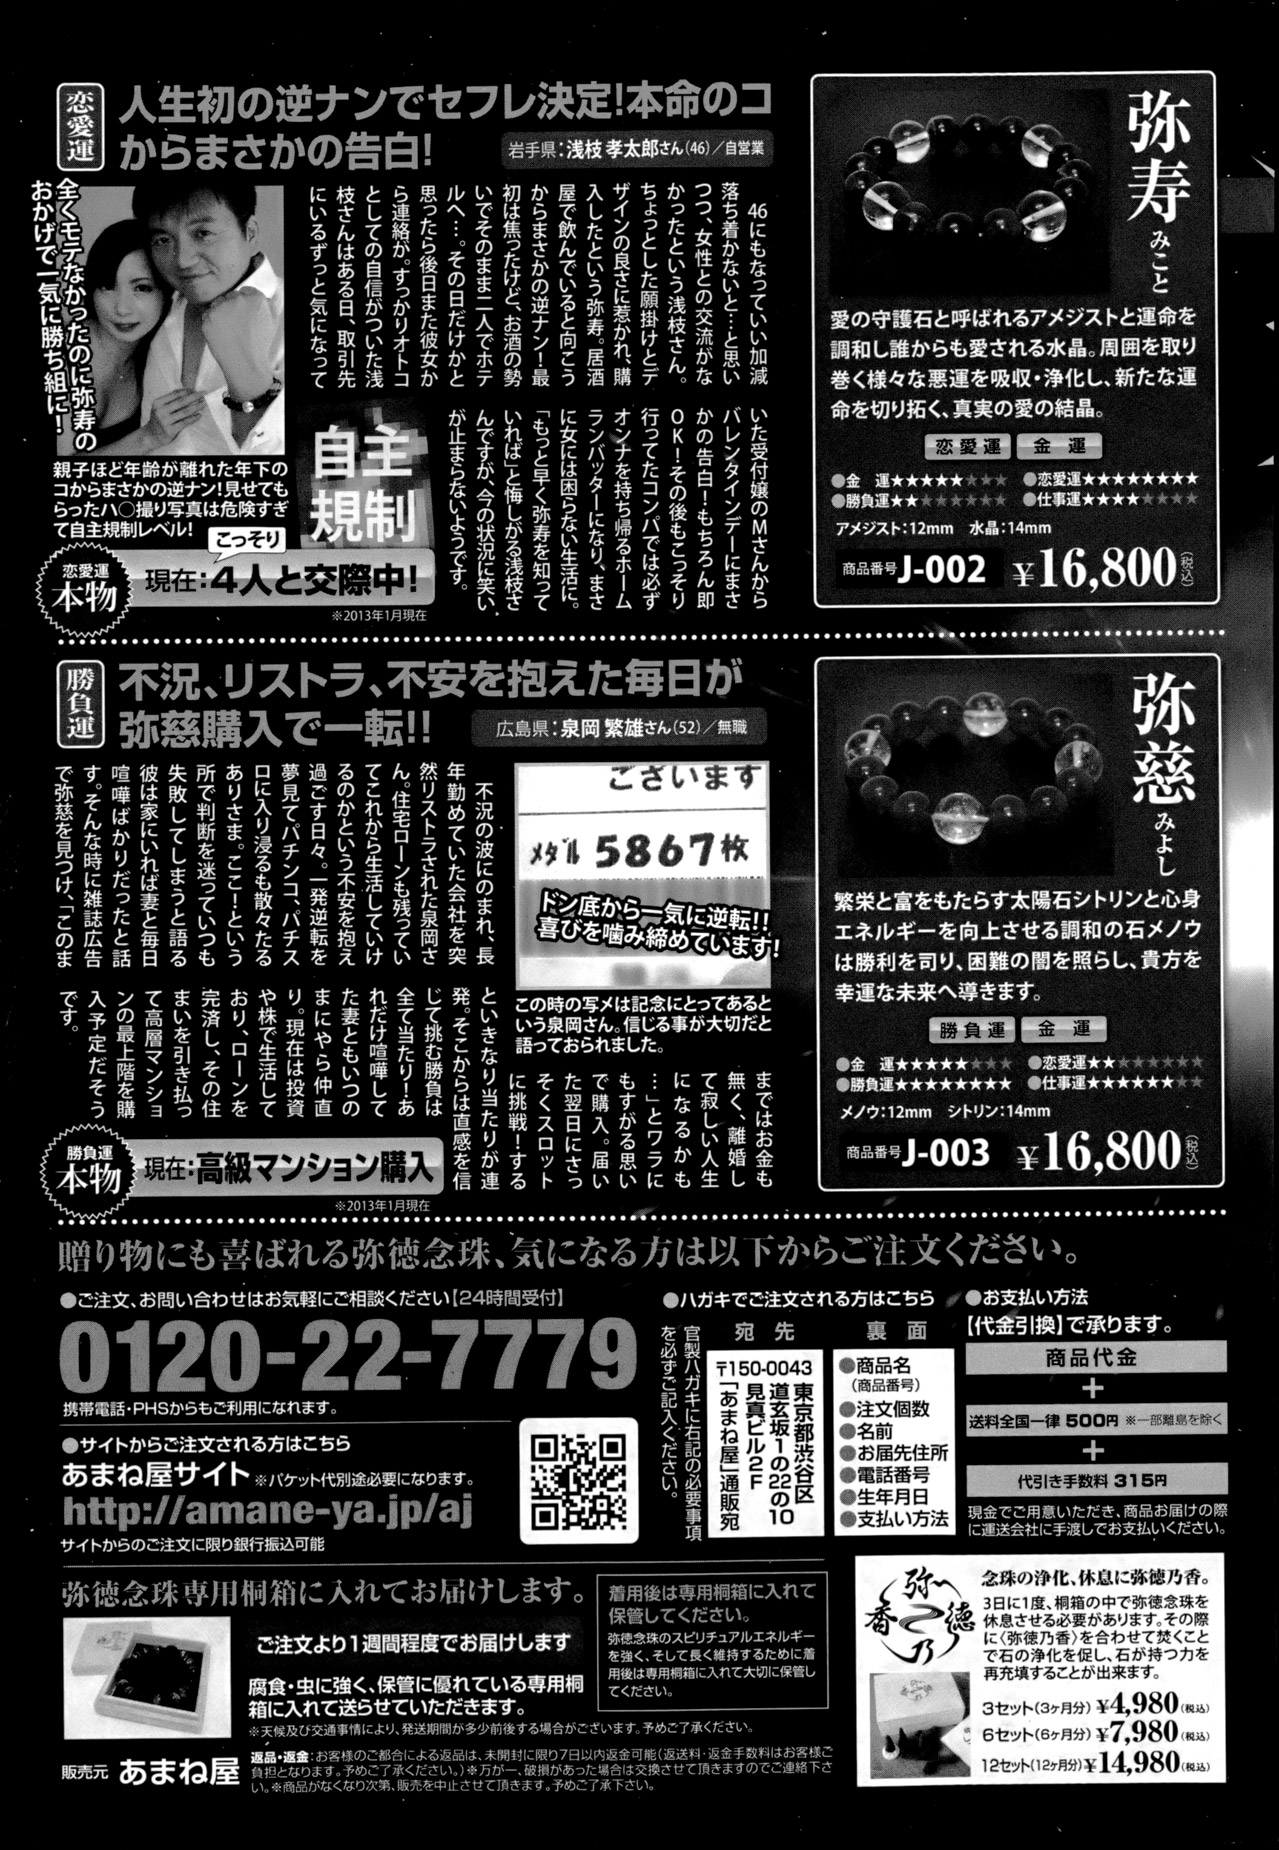 恋愛運
人生初の逆ナンでセフレ決定!本命のコ
からまさかの告白!
岩手県：浅枝 孝太郎さん(46)／自営業
全くモテなかったのに弥寿の
おかげで一気に勝ち組に!
46にもなっていい加減
落ち着かないと…と思い
つつ、女性との交流がな
かったという浅枝さん。
ちょっとした願掛けとデ
ザインの良さに惹かれ、購
入したという弥寿。居酒
屋で飲んでいると向こう
からまさかの逆ナン!最
初は焦ったけど、お酒の勢
いでそのまま二人でホテ
ルへ…。その日だけかと
思ったら後日また彼女か
ら連絡が。すっかりオトコ
としての自信がついた浅
枝さんはある日、取引先
にいるずっと気になって
いた受付嬢のMさんから
バレンタインデーにまさ
かの告白!もちろん即
OK!その後もこっそり
行ってたコンパでは必ず
オンナを持ち帰るホーム
ランバッターになり、まさ
に女には困らない生活に。
「もっと早く弥寿を知って
いれば」と悔しがる浅枝さ
んですが、今の状況に笑い
が止まらないようです。
自主
規制
親子ほど年齢が離れた年下の
コからまさかの逆ナン!見せても
らったハ〇撮り写真は危険すぎ
て自主規制レベル!
こっそり
恋愛運
本物
現在：4人と交際中!
※2013年1月現在
弥寿 みこと
愛の守護石と呼ばれるアメジストと運命を
調和し誰からも愛される水晶。周囲を取り
巻く様々な悪運を吸収・浄化し、新たな運
命を切り拓く、真実の愛の結晶。
恋愛運 金運
●金 運★★★★★★★★ ●恋愛運★★★★★★★★
●勝負運★★★★★★★★ ●仕事運★★★★★★★★
アメジスト：12mm 水晶：14mm
商品番号 J-002 ￥16,800(税込)
勝負運
不況、リストラ、不安を抱えた毎日が
弥慈購入で一転!!
広島県：泉岡 繁雄さん(52)／無職
不況の波にのまれ、長
年勤めていた会社を突
然リストラされた泉岡さ
ん。住宅ローンも残ってい
てこれから生活していけ
るのかという不安を抱え
過ごす日々。一発逆転を
夢見てパチンコ、パチス
ロに入り浸るも散々たる
ありさま。ここ!という
所で判断を迷っていつも
失敗してしまうと語る
彼は家にいれば妻と毎日
喧嘩ばかりだったと話
す。そんな時に雑誌広告
で弥慈を見つけ、「このま
まではお金も
無く、離婚し
て寂しい人生
になるかも
…」とワラに
もすがる思い
で購入。届い
た翌日にさっ
そくスロット
に挑戦!する
といきなり当たりが連
発。そこからは直感を信
じて挑む勝負は
全て当たり!あ
れだけ喧嘩して
た妻ともいつの
まにやら仲直
り。現在は投資
や株で生活して
おり、ローンを
完済し、その住
まいを引き払っ
て高層マンショ
ンの最上階を購
入予定だそう
です。
ございます
メダル 5867枚
ドン底から一気に逆転!!
喜びを噛み締めています!
この時の写メは記念にとってあると
いう泉岡さん。信じる事が大切だと
語っておられました。
勝負運
本物
現在：高級マンション購入
※2013年1月現在
弥慈 みよし
繁栄と富をもたらす太陽石シトリンと心身
エネルギーを向上させる調和の石メノウ
は勝利を司り、困難の闇を照らし、貴方を
幸運な未来へ導きます。
勝負運 金運
●金 運★★★★★★★★ ●恋愛運★★★★★★★★
●勝負運★★★★★★★★ ●仕事運★★★★★★★★
メノウ：12mm シトリン：14mm
商品番号 J-003 ￥16,800(税込)
贈り物にも喜ばれる弥徳念珠、気になる方は以下からご注文ください。
●ご注文、お問い合わせはお気軽にご相談ください【24時間受付】
0120-22-7779
携帯電話・PHSからもご利用になれます。
●サイトからご注文される方はこちら
あまね屋サイト ※パケット代別途必要になります。
http://amane-ya.jp/aj
サイトからのご注文に限り銀行振込可能
●ハガキでご注文される方はこちら
官製ハガキに右記の必要事項
を必ずご記入ください。
宛先
〒150-0043
東京都渋谷区
道玄坂1の22の10
見真ビル2F
「あまね屋」通販宛
裏面
●商品名
(商品番号)
●注文個数
●名前
●お届先住所
●電話番号
●生年月日
●支払い方法
●お支払い方法
【代金引換】で承ります。
商品代金
＋
送料全国一律 500円 ※一部離島を除く
＋
代引き手数料 315円
現金でご用意いただき、商品お届けの際
に運送会社に手渡しでお支払いください。
弥徳念珠専用桐箱に入れてお届けします。
ご注文より1週間程度でお届けします
腐食・虫に強く、保管に優れている専用桐
箱に入れて送らせていただきます。
※天候及び交通事情により、発送期間が多少前後する場合がございます。予めご了承ください。
着用後は専用桐箱に入れて
保管してください。
弥徳念珠のスピリチュアルエネルギー
を強く、そして長く維持するために着
用後は専用桐箱に入れて大切に保管し
てください。
販売元 あまね屋
返品・返金：お客様のご都合による返品は、未開封に限り7日以内返金可能(返送料・返金手数料はお客様ご
負担となります。予めご了承ください。)※万が一、破損があった場合は交換させて頂きますのでご連絡下さ
い。※商品がなくなり次第、販売を中止させて頂きます。予めご了承下さい。
弥徳乃香
念珠の浄化、休息に弥徳乃香。
3日に1度、桐箱の中で弥徳念珠を
休息させる必要があります。その際
に〈弥徳乃香〉を合わせて焚くこと
で石の浄化を促し、石が持つ力を
再充填することが出来ます。
3セット(3ヶ月分) ￥4,980(税込)
6セット(6ヶ月分) ￥7,980(税込)
12セット(12ヶ月分) ￥14,980(税込)